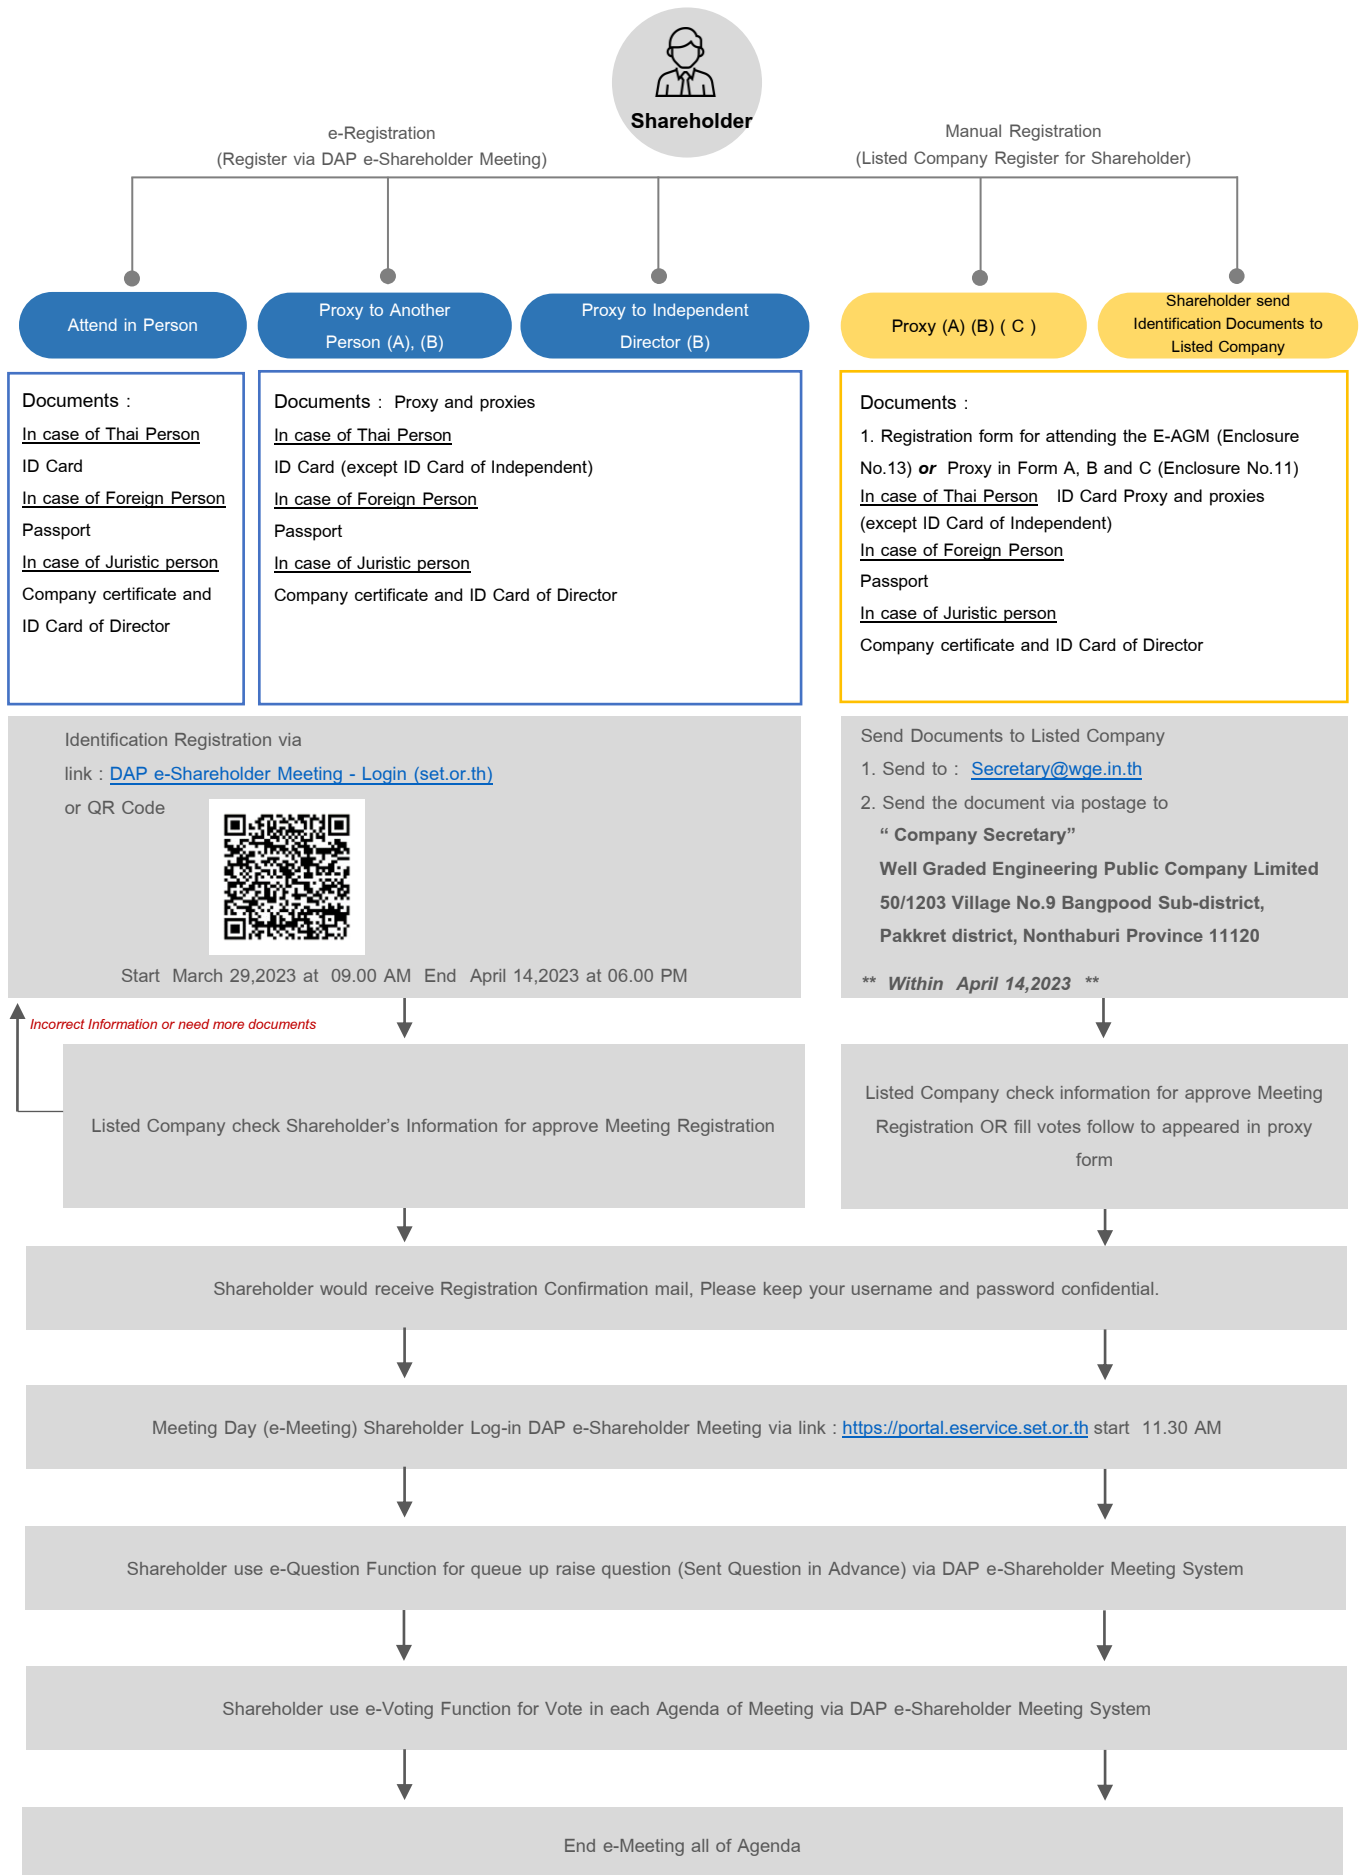 Shareholder
e-Registration
(Register via DAP e-Shareholder Meeting)
Manual Registration
(Listed Company Register for Shareholder)
Attend in Person
Proxy to Another
Person (A), (B)
Proxy to Independent
Director (B)
Proxy (A) (B) ( C )
Shareholder send
Identification Documents to
Listed Company
Documents :
In case of Thai Person
ID Card
In case of Foreign Person
Passport
In case of Juristic person
Company certificate and
ID Card of Director
Documents : Proxy and proxies
In case of Thai Person
ID Card (except ID Card of Independent)
In case of Foreign Person
Passport
In case of Juristic person
Company certificate and ID Card of Director
Documents :
1. Registration form for attending the E-AGM (Enclosure
No.13) or Proxy in Form A, B and C (Enclosure No.11)
In case of Thai Person ID Card Proxy and proxies
(except ID Card of Independent)
In case of Foreign Person
Passport
In case of Juristic person
Company certificate and ID Card of Director
Identification Registration via
link : DAP e-Shareholder Meeting - Login (set.or.th)
or QR Code
Start March 29,2023 at 09.00 AM End April 14,2023 at 06.00 PM
Send Documents to Listed Company
1. Send to : Secretary@wge.in.th
2. Send the document via postage to
“ Company Secretary”
Well Graded Engineering Public Company Limited
50/1203 Village No.9 Bangpood Sub-district,
Pakkret district, Nonthaburi Province 11120
** Within April 14,2023 **
Incorrect Information or need more documents
Listed Company check Shareholder’s Information for approve Meeting Registration
Listed Company check information for approve Meeting
Registration OR fill votes follow to appeared in proxy
form
Shareholder would receive Registration Confirmation mail, Please keep your username and password confidential.
Meeting Day (e-Meeting) Shareholder Log-in DAP e-Shareholder Meeting via link : https://portal.eservice.set.or.th start 11.30 AM
Shareholder use e-Question Function for queue up raise question (Sent Question in Advance) via DAP e-Shareholder Meeting System
Shareholder use e-Voting Function for Vote in each Agenda of Meeting via DAP e-Shareholder Meeting System
End e-Meeting all of Agenda